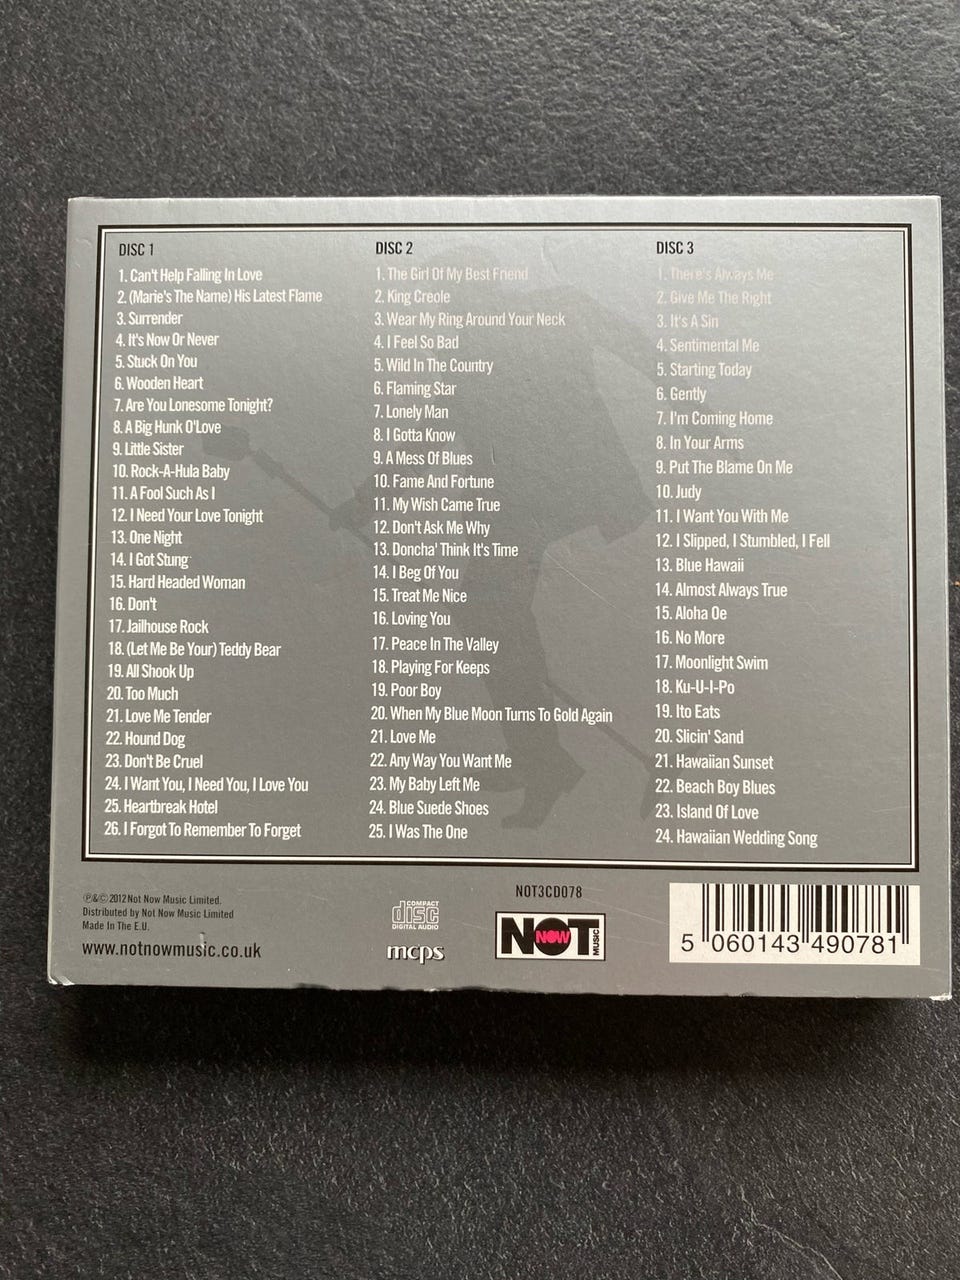 DISC 1
1. Can't Help Falling In Love
2. (Marie's The Name) His Latest Flame
3. Surrender
4. It's Now Or Never
5. Stuck On You
6. Wooden Heart
7. Are You Lonesome Tonight?
8. A Big Hunk O'Love
9. Little Sister
10. Rock-A-Hula Baby
11. A Fool Such As I
12. I Need Your Love Tonight
13. One Night
14. I Got Stung
15. Hard Headed Woman
16. Don't
17. Jailhouse Rock
18. (Let Me Be Your) Teddy Bear
19. All Shook Up
20. Too Much
21. Love Me Tender
22. Hound Dog
23. Don't Be Cruel
24. I Want You, I Need You, I Love You
25. Heartbreak Hotel
26. I Forgot To Remember To Forget
DISC 2
1. The Girl Of My Best Friend
2. King Creole
3. Wear My Ring Around Your Neck
4. I Feel So Bad
5. Wild In The Country
6. Flaming Star
7. Lonely Man
8. I Gotta Know
9. A Mess Of Blues
10. Fame And Fortune
11. My Wish Came True
12. Don't Ask Me Why
13. Doncha' Think It's Time
14. I Beg Of You
15. Treat Me Nice
16. Loving You
17. Peace In The Valley
18. Playing For Keeps
19. Poor Boy
20. When My Blue Moon Turns To Gold Again
21. Love Me
22. Any Way You Want Me
23. My Baby Left Me
24. Blue Suede Shoes
25. I Was The One
DISC 3
1. There's Always Me
2. Give Me The Right
3. It's A Sin
4. Sentimental Me
5. Starting Today
6. Gently
7. I'm Coming Home
8. In Your Arms
9. Put The Blame On Me
10. Judy
11. I Want You With Me
12. I Slipped, I Stumbled, I Fell
13. Blue Hawaii
14. Almost Always True
15. Aloha Oe
16. No More
17. Moonlight Swim
18. Ku-U-I-Po
19. Ito Eats
20. Slicin' Sand
21. Hawaiian Sunset
22. Beach Boy Blues
23. Island Of Love
24. Hawaiian Wedding Song
℗&© 2012 Not Now Music Limited.
Distributed by Not Now Music Limited
Made In The E.U.
www.notnowmusic.co.uk
COMPACT
disc
DIGITAL AUDIO
mcps
NOT3CD078
NOT NOW MUSIC
5 060143 490781